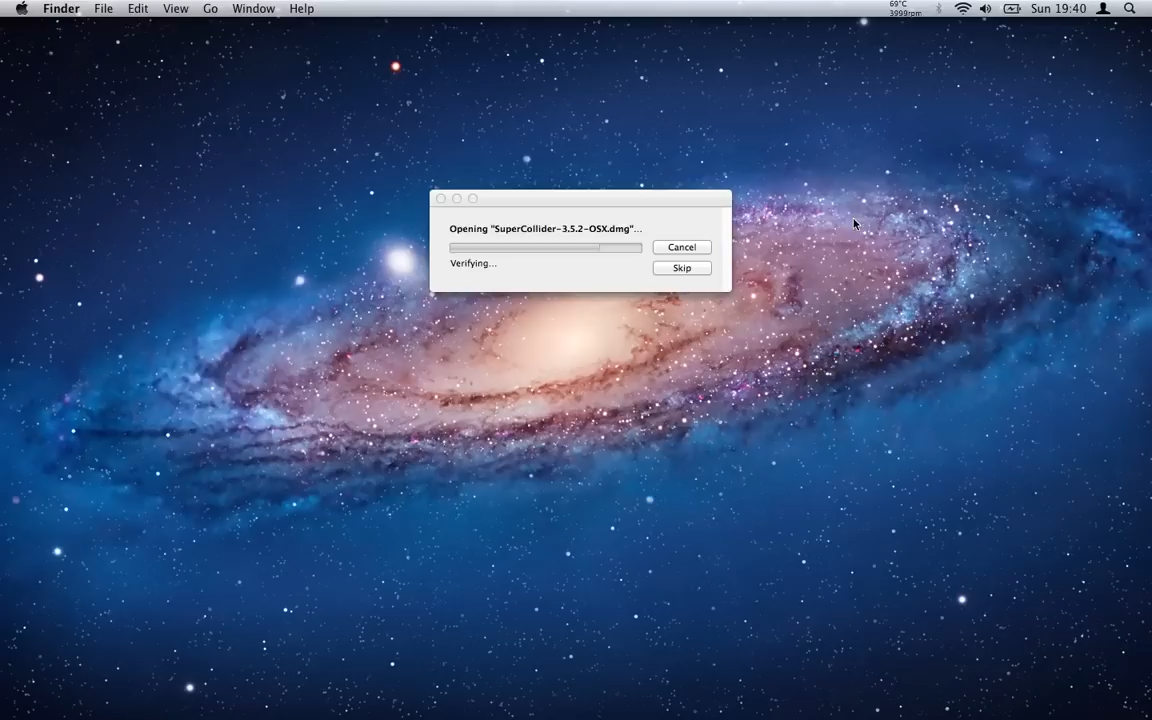 Finder File Edit View Go Window Help 69°C 3999rpm Sun 19:40
Opening "SuperCollider-3.5.2-OSX.dmg"...
Cancel
Verifying...
Skip